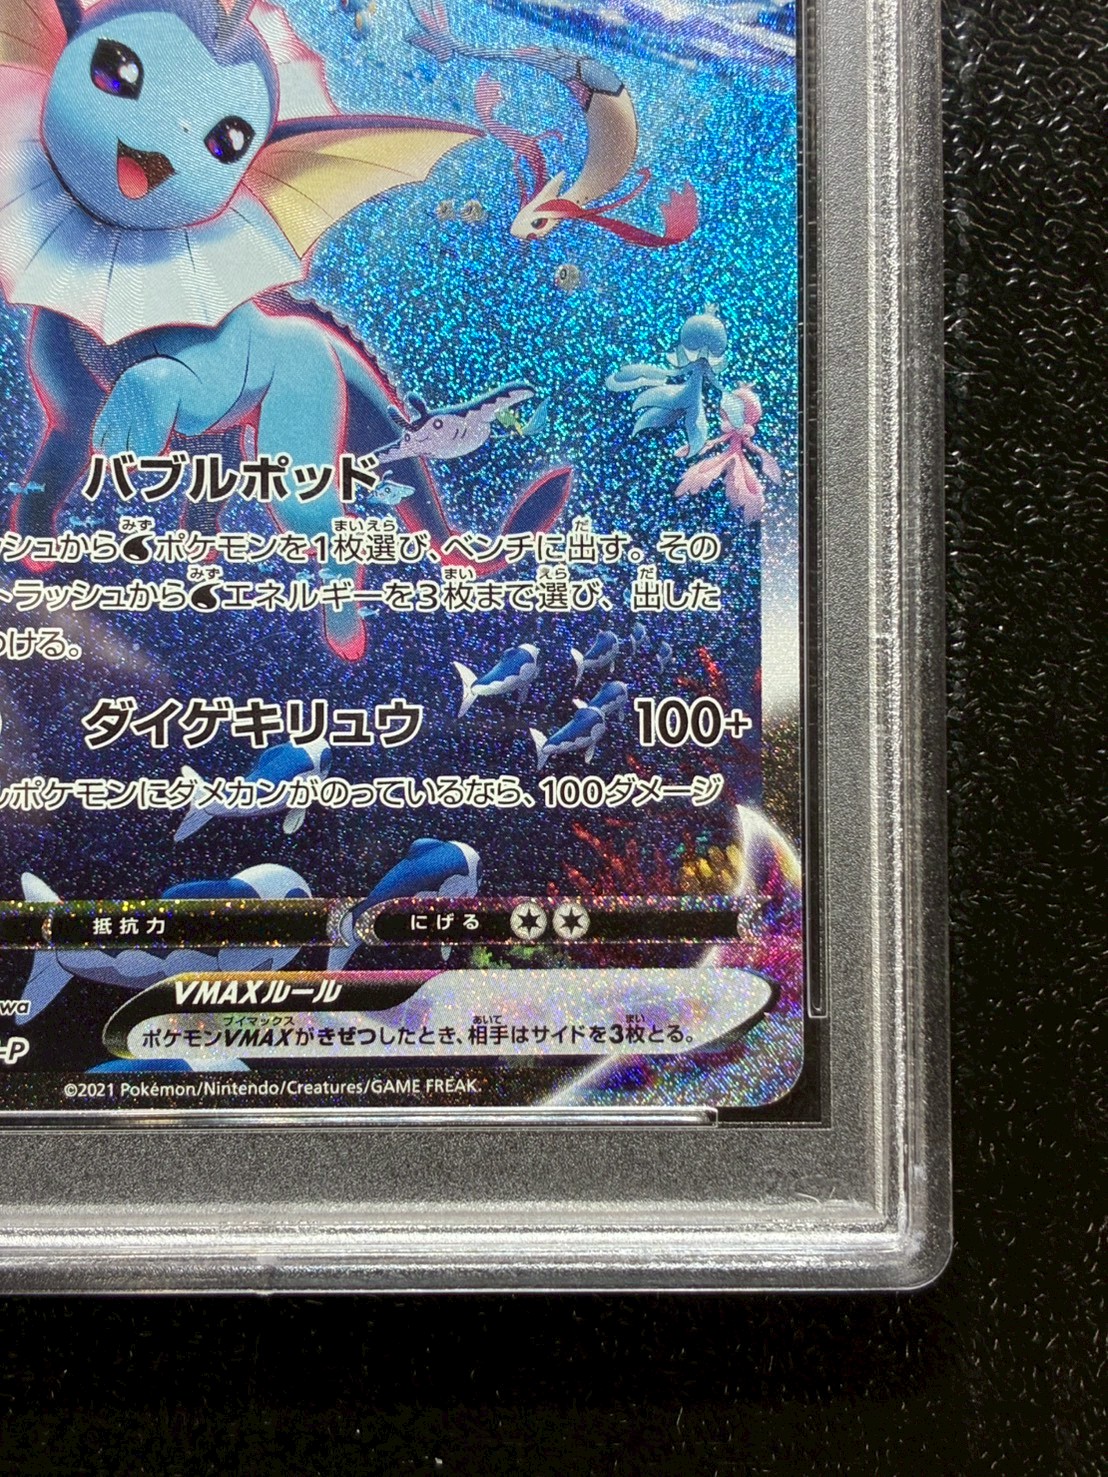 バブルポッド
シュから ポケモンを1枚選び、ベンチに出す。その
トラッシュから エネルギーを3枚まで選び、出した
つける。
ダイゲキリュウ 100+
ポケモンにダメカンがのっているなら、100ダメージ
抵抗力 にげる
VMAXルール
ポケモンVMAXがきぜつしたとき、相手はサイドを3枚とる。
wa
-P
©2021 Pokémon/Nintendo/Creatures/GAME FREAK.